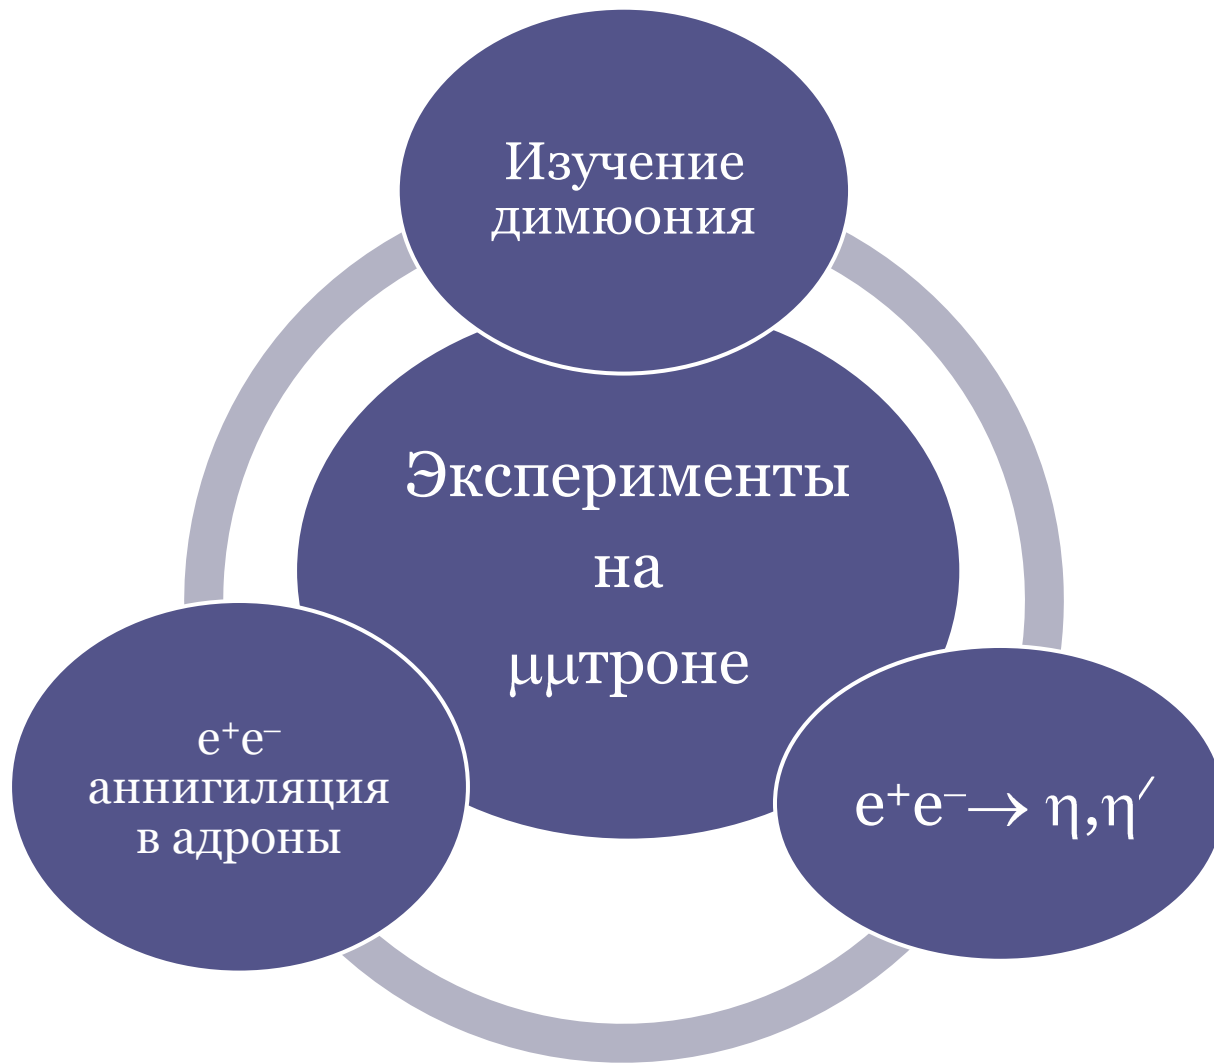 Изучение
димюония
Эксперименты
на
μμтроне
e⁺e⁻
аннигиляция
в адроны
e⁺e⁻→ η,η′